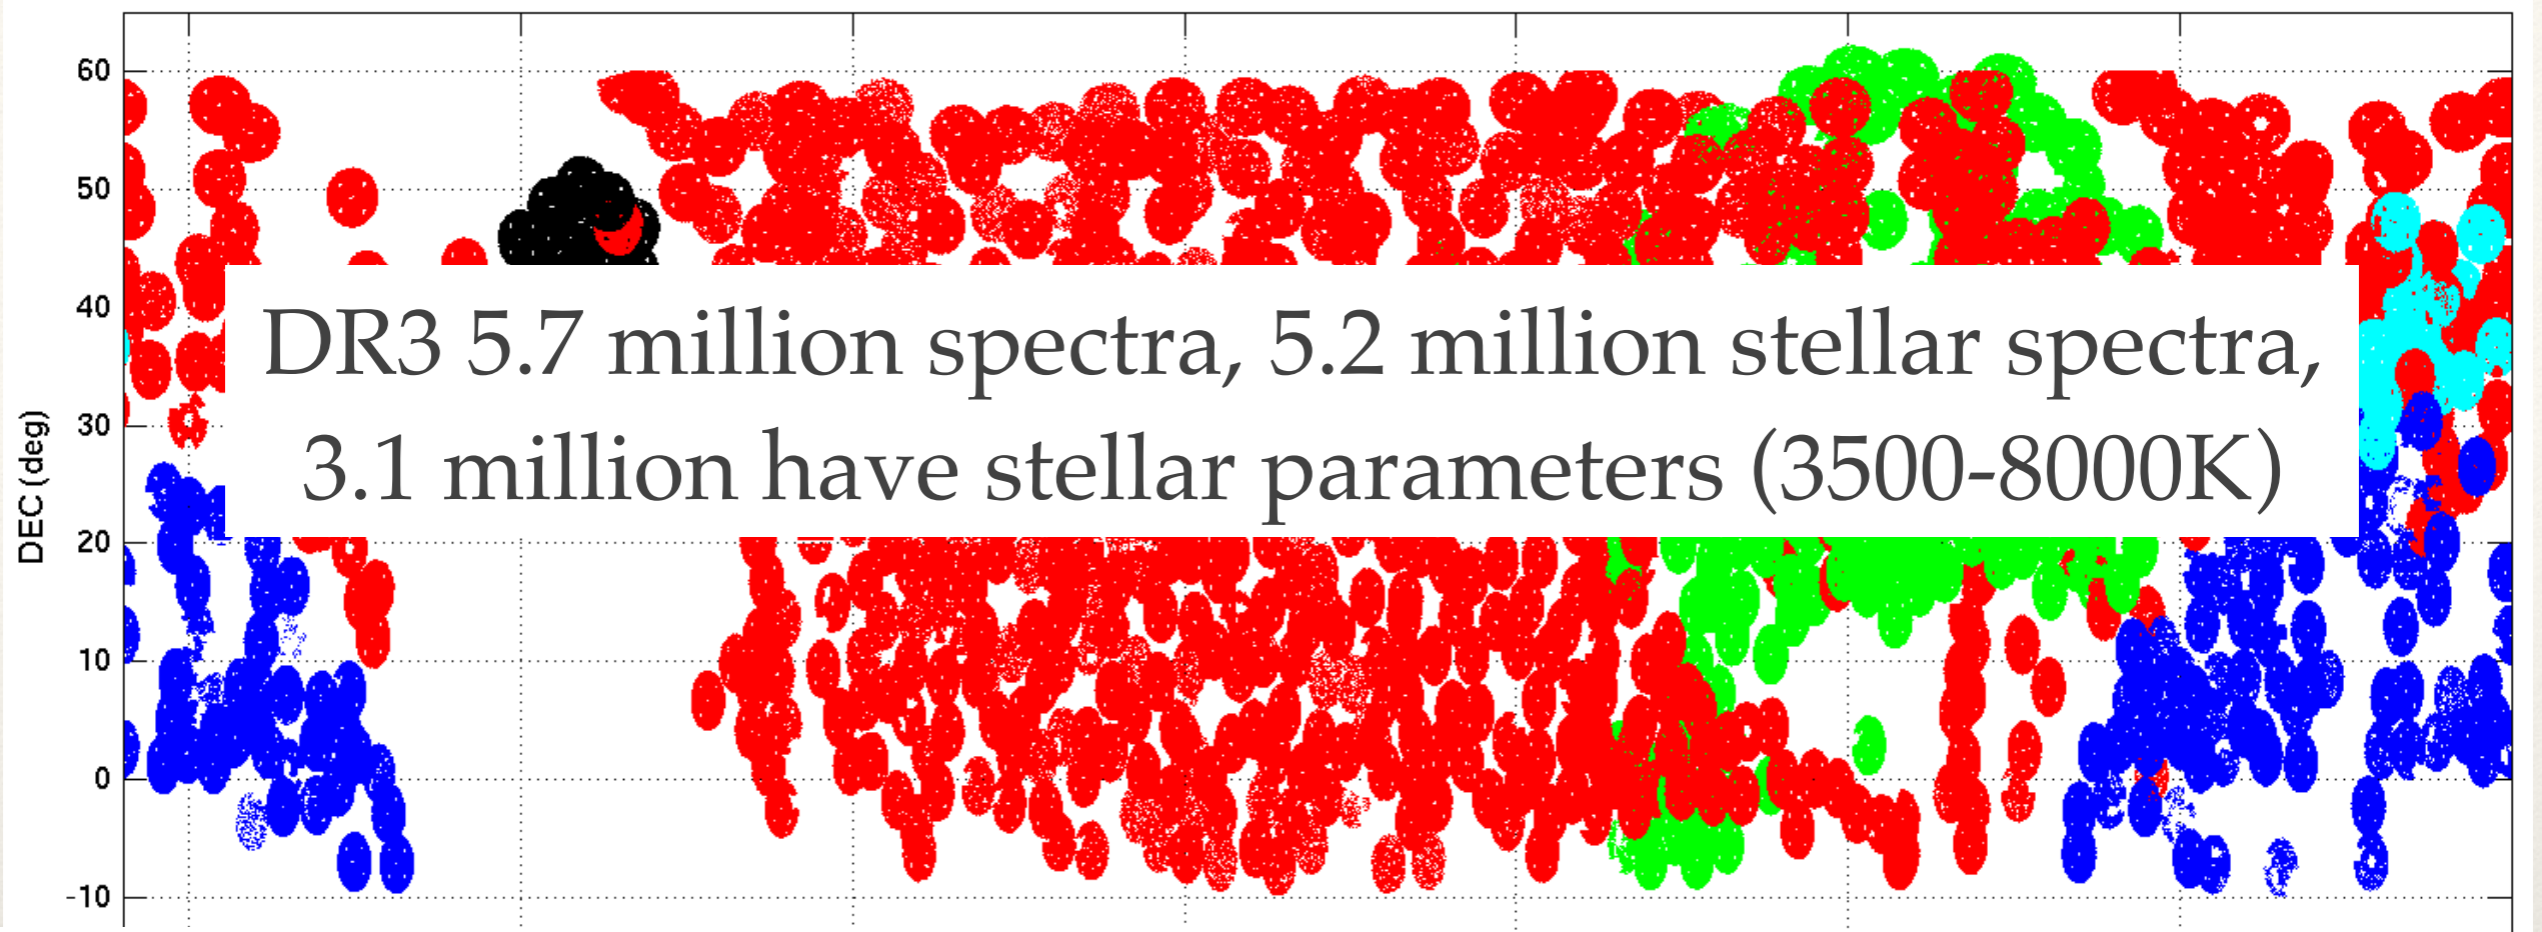 60
50
40
30
20
10
0
-10
DEC (deg)
DR3 5.7 million spectra, 5.2 million stellar spectra,
3.1 million have stellar parameters (3500-8000K)